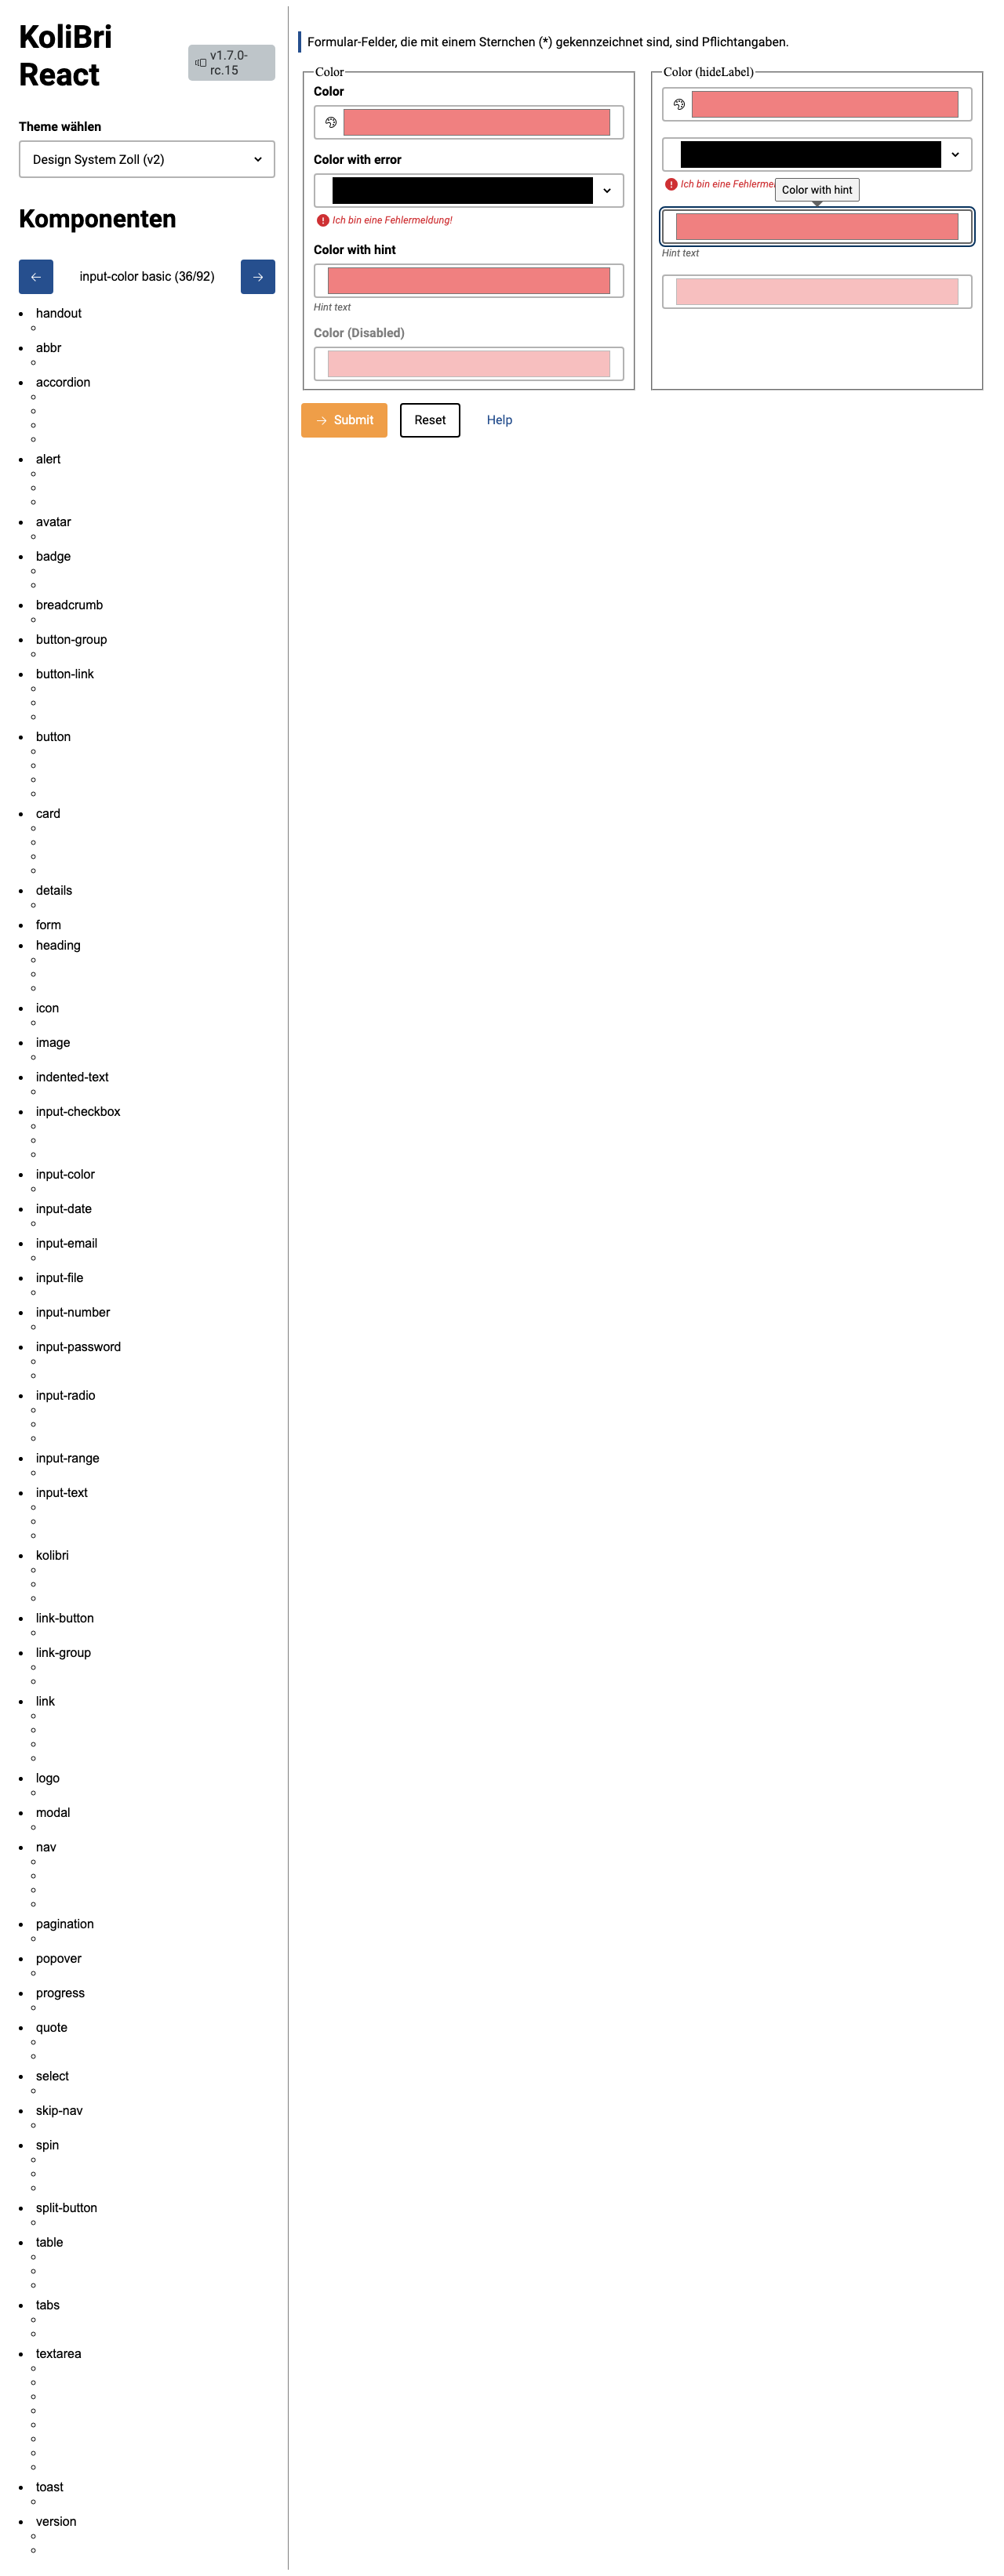 KoliBri
React
v1.7.0-
rc.15
Theme wählen
Design System Zoll (v2)
Komponenten
input-color basic (36/92)
handout
abbr
accordion
alert
avatar
badge
breadcrumb
button-group
button-link
button
card
details
form
heading
icon
image
indented-text
input-checkbox
input-color
input-date
input-email
input-file
input-number
input-password
input-radio
input-range
input-text
kolibri
link-button
link-group
link
logo
modal
nav
pagination
popover
progress
quote
select
skip-nav
spin
split-button
table
tabs
textarea
toast
version
Formular-Felder, die mit einem Sternchen (*) gekennzeichnet sind, sind Pflichtangaben.
Color
Color
Color with error
Ich bin eine Fehlermeldung!
Color with hint
Hint text
Color (Disabled)
Color (hideLabel)
Ich bin eine Fehlerme
Color with hint
Hint text
Submit
Reset
Help